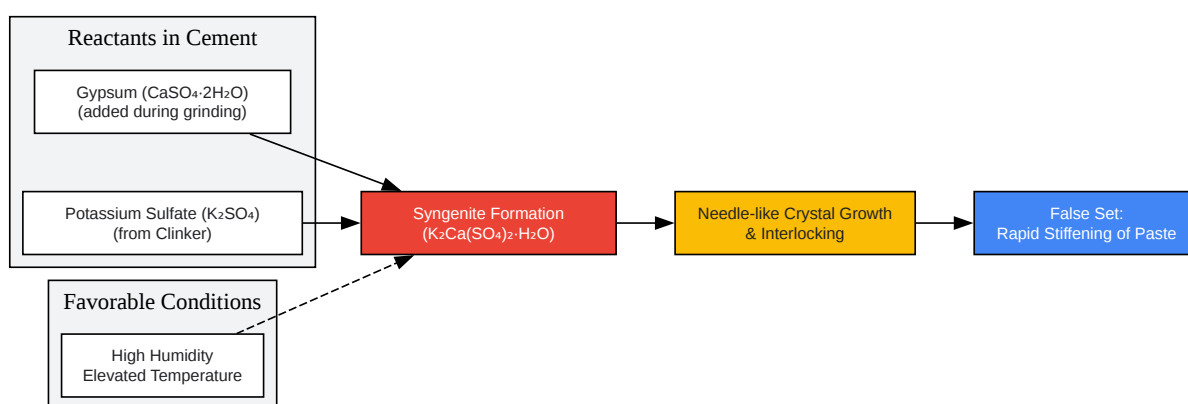 Reactants in Cement
Gypsum (CaSO₄·2H₂O)
(added during grinding)
Potassium Sulfate (K₂SO₄)
(from Clinker)
Syngenite Formation
(K₂Ca(SO₄)₂·H₂O)
Needle-like Crystal Growth
& Interlocking
False Set:
Rapid Stiffening of Paste
Favorable Conditions
High Humidity
Elevated Temperature